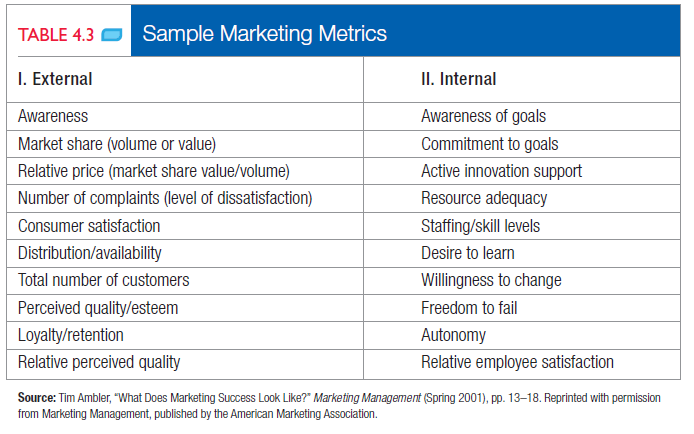 TABLE 4.3 Sample Marketing Metrics
I. External II. Internal
Awareness Awareness of goals
Market share (volume or value) Commitment to goals
Relative price (market share value/volume) Active innovation support
Number of complaints (level of dissatisfaction) Resource adequacy
Consumer satisfaction Staffing/skill levels
Distribution/availability Desire to learn
Total number of customers Willingness to change
Perceived quality/esteem Freedom to fail
Loyalty/retention Autonomy
Relative perceived quality Relative employee satisfaction
Source: Tim Ambler, “What Does Marketing Success Look Like?” Marketing Management (Spring 2001), pp. 13–18. Reprinted with permission
from Marketing Management, published by the American Marketing Association.